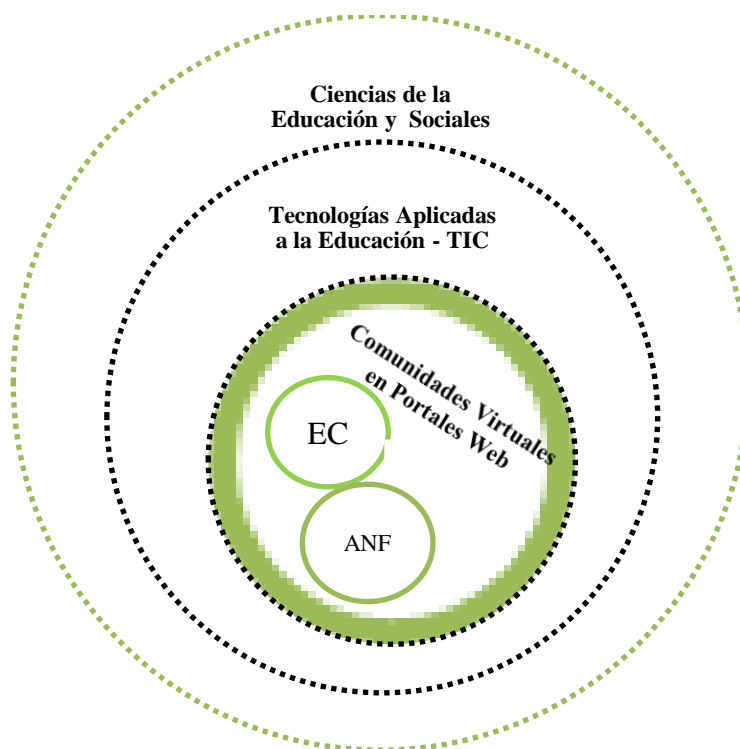 Ciencias de la
Educación y Sociales
Tecnologías Aplicadas
a la Educación - TIC
Comunidades Virtuales
en Portales Web
EC
ANF